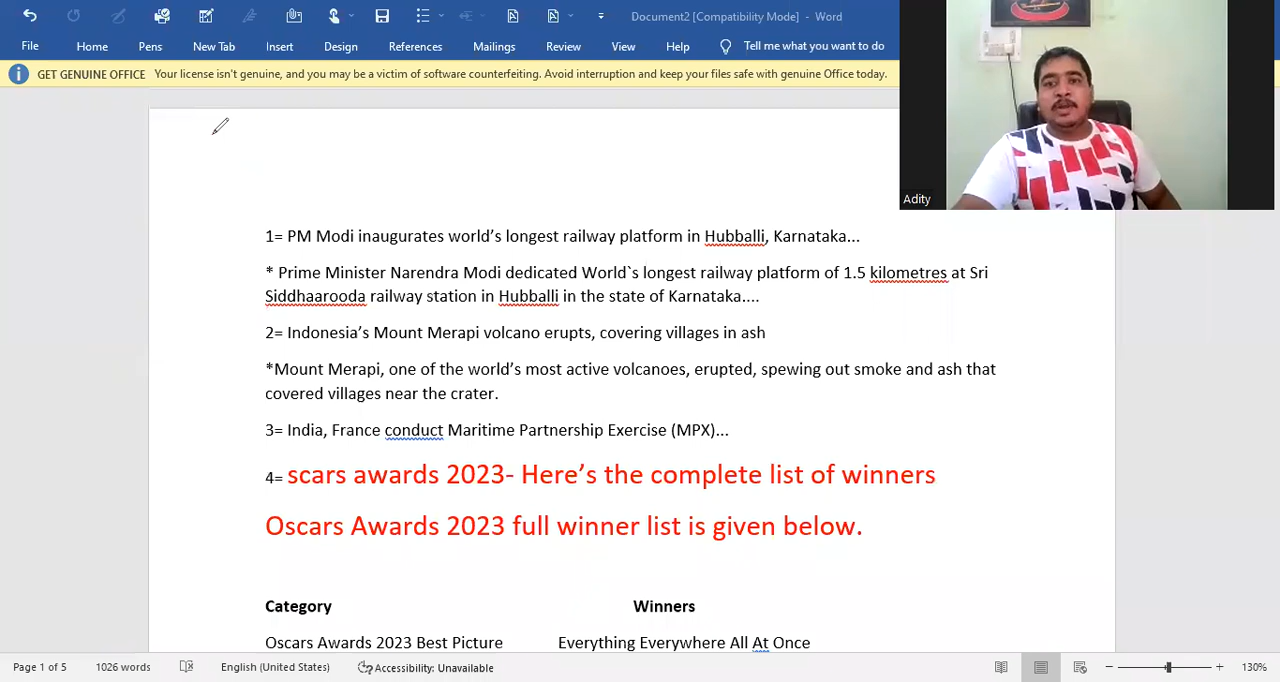 Document2 [Compatibility Mode] - Word
File Home Pens New Tab Insert Design References Mailings Review View Help Tell me what you want to do
GET GENUINE OFFICE Your license isn't genuine, and you may be a victim of software counterfeiting. Avoid interruption and keep your files safe with genuine Office today.
Adity
1= PM Modi inaugurates world’s longest railway platform in Hubballi, Karnataka...
* Prime Minister Narendra Modi dedicated World`s longest railway platform of 1.5 kilometres at Sri
Siddhaarooda railway station in Hubballi in the state of Karnataka....
2= Indonesia’s Mount Merapi volcano erupts, covering villages in ash
*Mount Merapi, one of the world’s most active volcanoes, erupted, spewing out smoke and ash that
covered villages near the crater.
3= India, France conduct Maritime Partnership Exercise (MPX)...
4= scars awards 2023- Here’s the complete list of winners
Oscars Awards 2023 full winner list is given below.
Category Winners
Oscars Awards 2023 Best Picture Everything Everywhere All At Once
Page 1 of 5 1026 words English (United States) Accessibility: Unavailable 130%